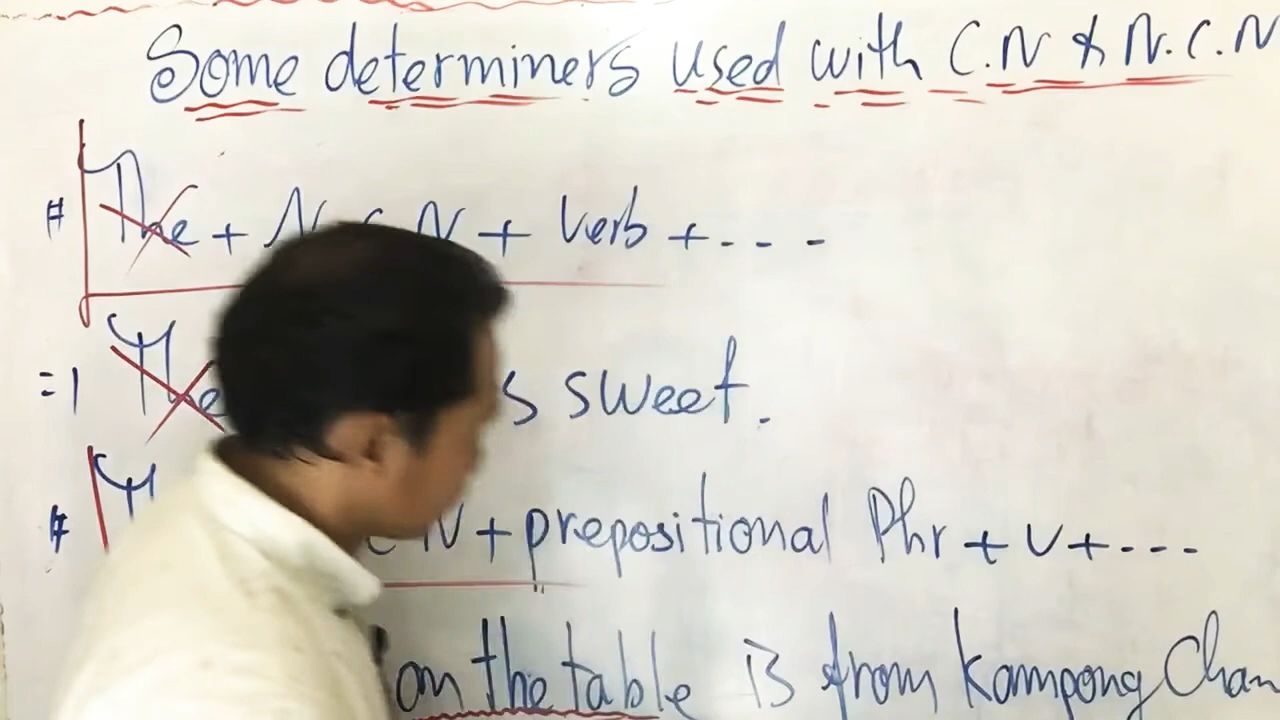 Some determiners used with C.N & N.C.N
# The + N.C.N + Verb + - - -
= 1 The s sweet.
# C N + prepositional Phr + V + - - -
on the table is from Kampong Cham